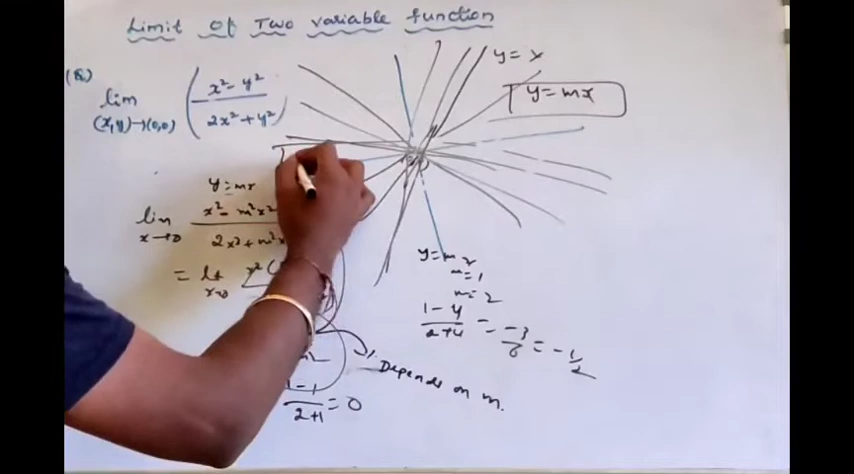 Limit of Two variable function
(Q)
lim
(x,y)→(0,0)
x² - y²
2x² + y²
y = x
y = mx
y = mx
lim
x→0
x² - m²x²
2x² + m²x
= lt
x→0
x² (
y = mx
m = 1
m = 2
1 - 4
2+4
= -3
6
= -1
2
Depends on m.
1 - 1
2+1
= 0